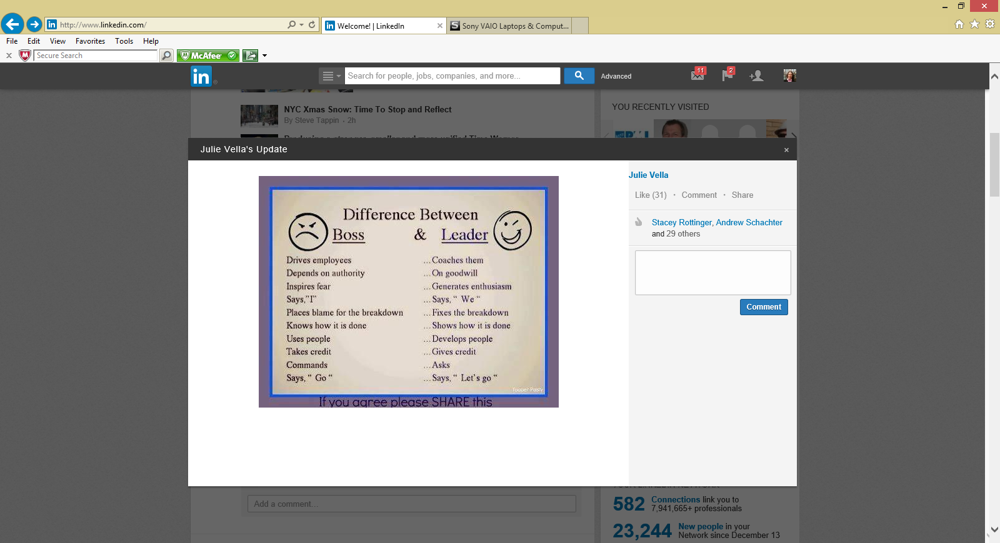 http://www.linkedin.com/
Welcome! | LinkedIn
Sony VAIO Laptops & Comput...
File Edit View Favorites Tools Help
Secure Search
McAfee
in
Search for people, jobs, companies, and more...
Advanced
11
2
NYC Xmas Snow: Time To Stop and Reflect
By Steve Tappin · 2h
YOU RECENTLY VISITED
Julie Vella's Update
Difference Between
Boss & Leader
Drives employees ...Coaches them
Depends on authority ...On goodwill
Inspires fear ...Generates enthusiasm
Says,"I" ...Says, " We "
Places blame for the breakdown ...Fixes the breakdown
Knows how it is done ...Shows how it is done
Uses people ...Develops people
Takes credit ...Gives credit
Commands ...Asks
Says, " Go " ...Says, " Let's go "
If you agree please SHARE this
Julie Vella
Like (31) · Comment · Share
Stacey Rottinger, Andrew Schachter
and 29 others
Comment
Add a comment...
582 Connections link you to
7,941,665+ professionals
23,244 New people in your
Network since December 13